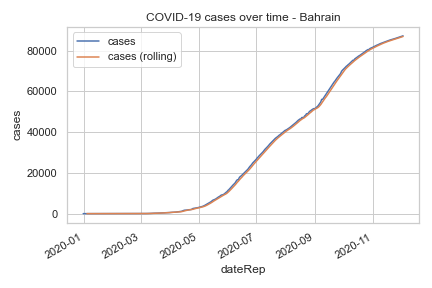 COVID-19 cases over time - Bahrain
cases
cases (rolling)
80000
60000
40000
20000
0
cases
2020-01
2020-03
2020-05
2020-07
2020-09
2020-11
dateRep